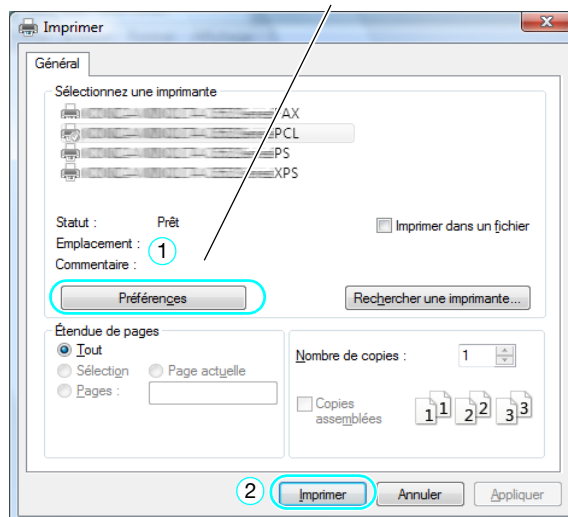 Imprimer
Général
Sélectionnez une imprimante
FAX
PCL
PS
XPS
Statut : Prêt
Imprimer dans un fichier
Emplacement :
1
Commentaire :
Préférences
Rechercher une imprimante...
Étendue de pages
Tout
Nombre de copies : 1
Sélection Page actuelle
Pages :
Copies
assemblées
1 1 2 2 3 3
2 Imprimer Annuler Appliquer